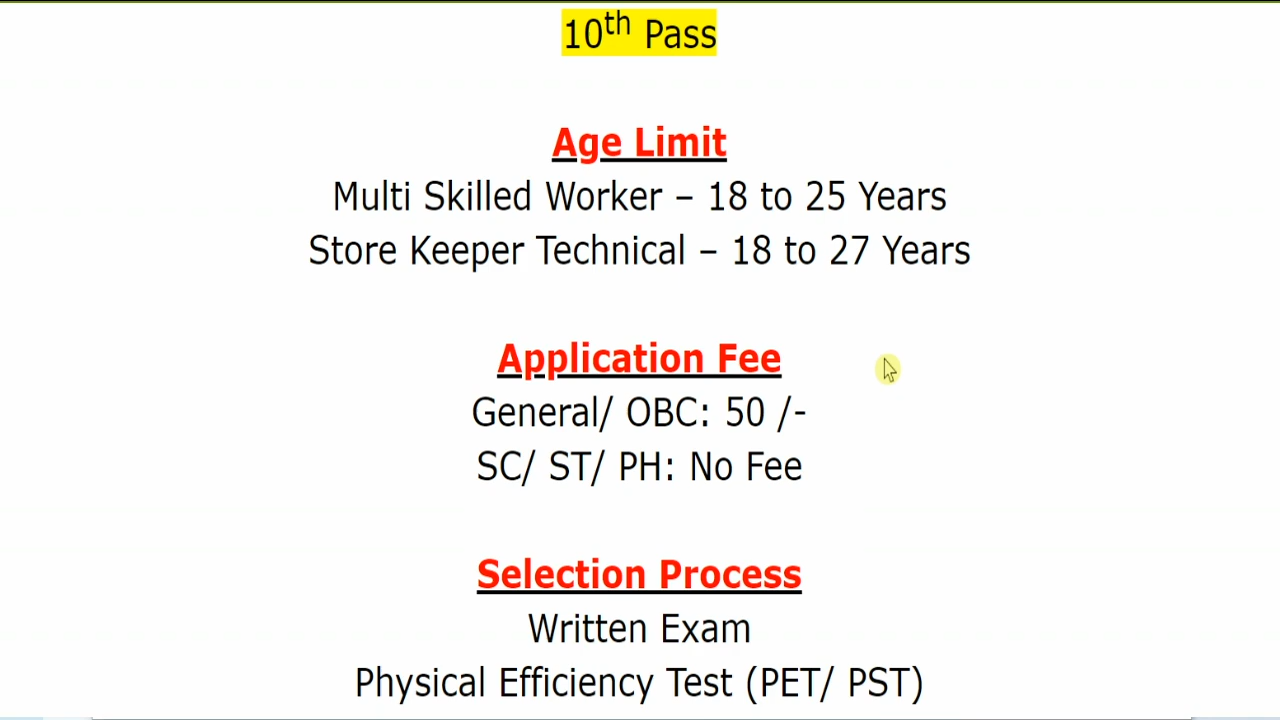 10th Pass
Age Limit
Multi Skilled Worker – 18 to 25 Years
Store Keeper Technical – 18 to 27 Years
Application Fee
General/ OBC: 50 /-
SC/ ST/ PH: No Fee
Selection Process
Written Exam
Physical Efficiency Test (PET/ PST)